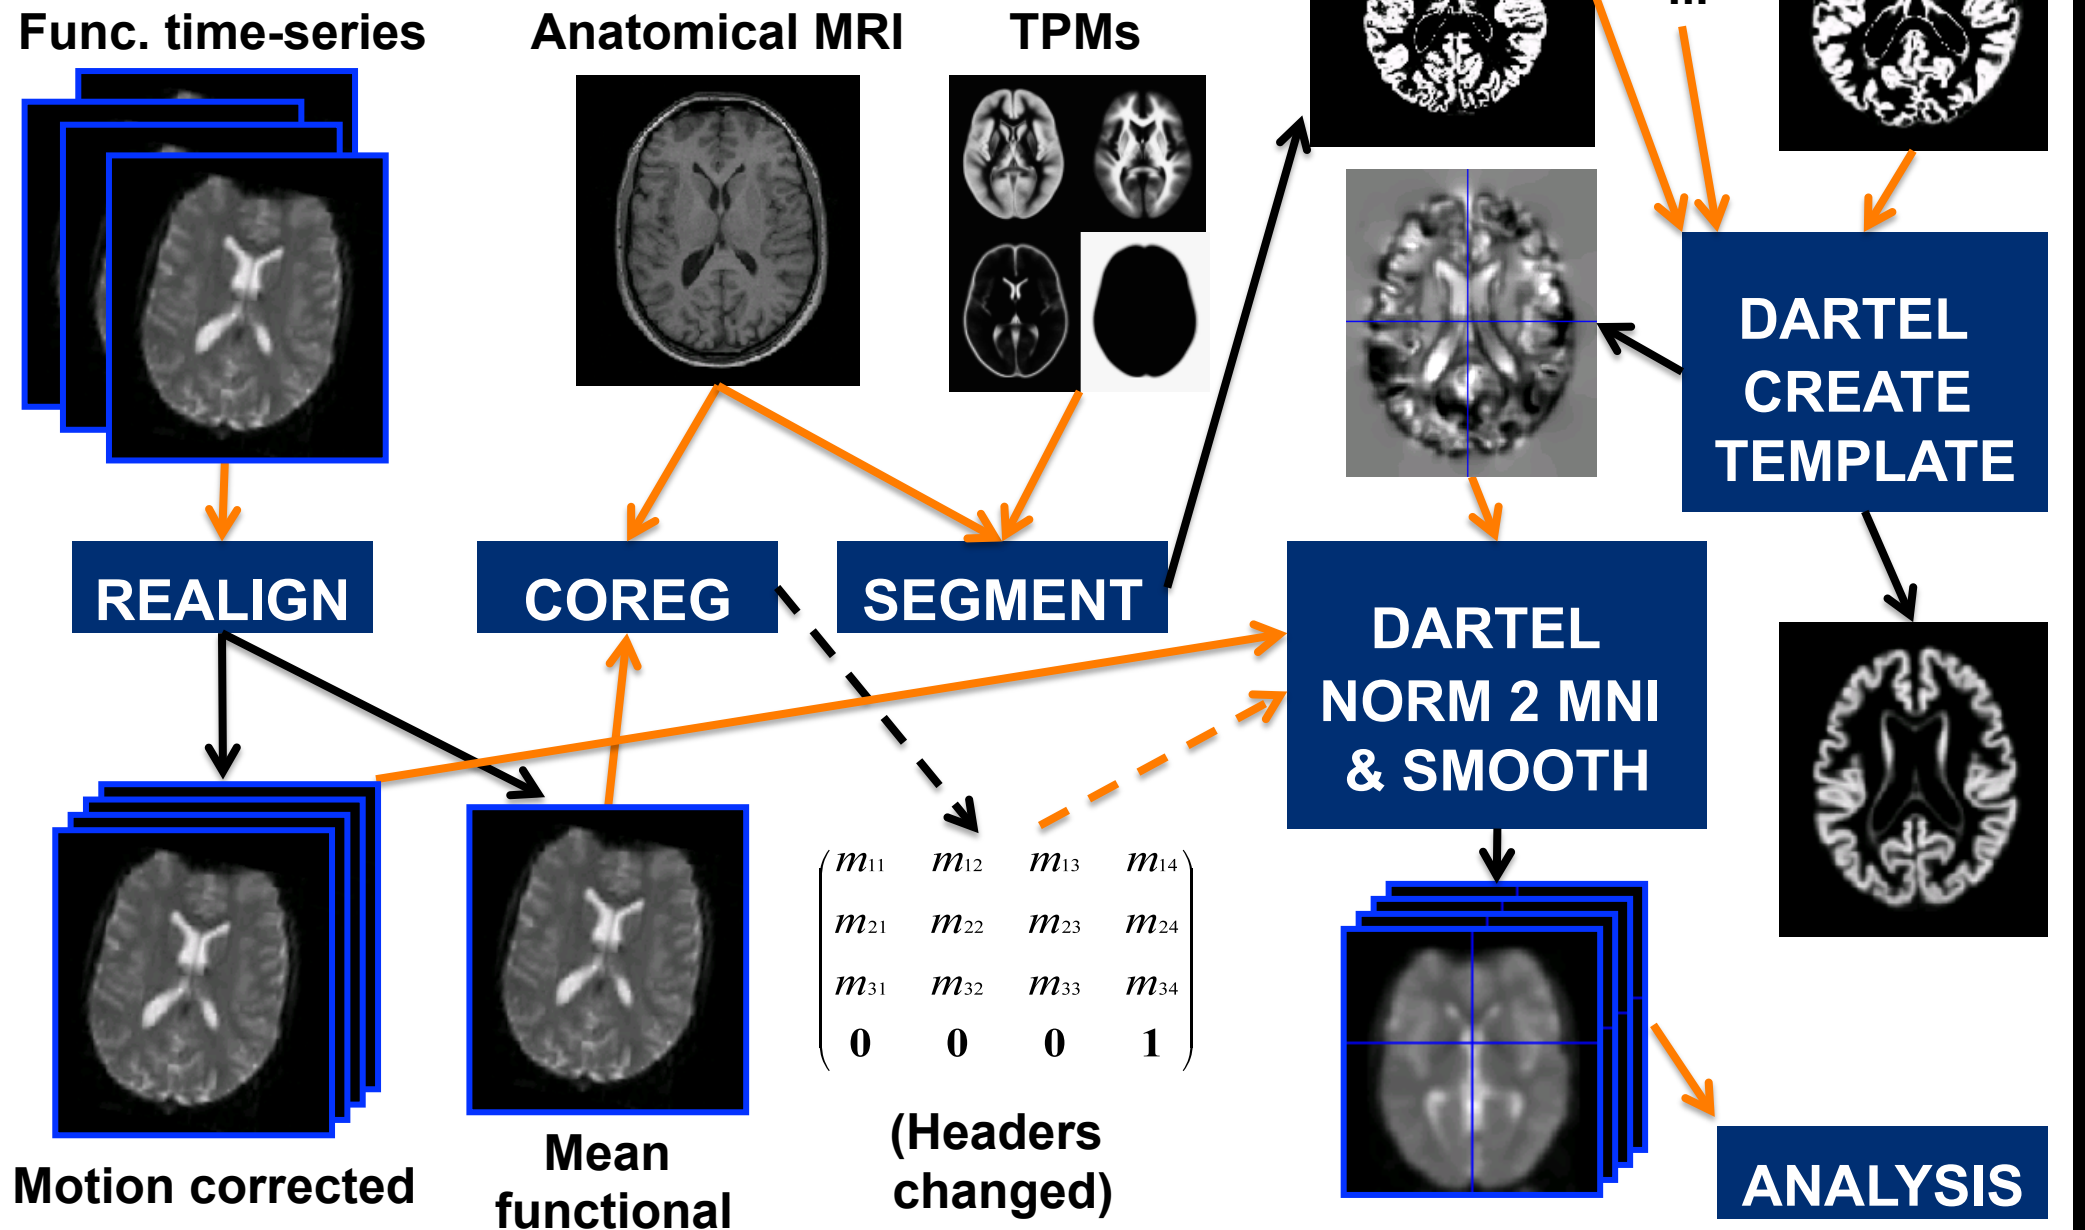 Func. time-series
Anatomical MRI
TPMs
...
DARTEL
CREATE
TEMPLATE
REALIGN
COREG
SEGMENT
DARTEL
NORM 2 MNI
& SMOOTH
m11 m12 m13 m14
m21 m22 m23 m24
m31 m32 m33 m34
0 0 0 1
Motion corrected
Mean
functional
(Headers
changed)
ANALYSIS